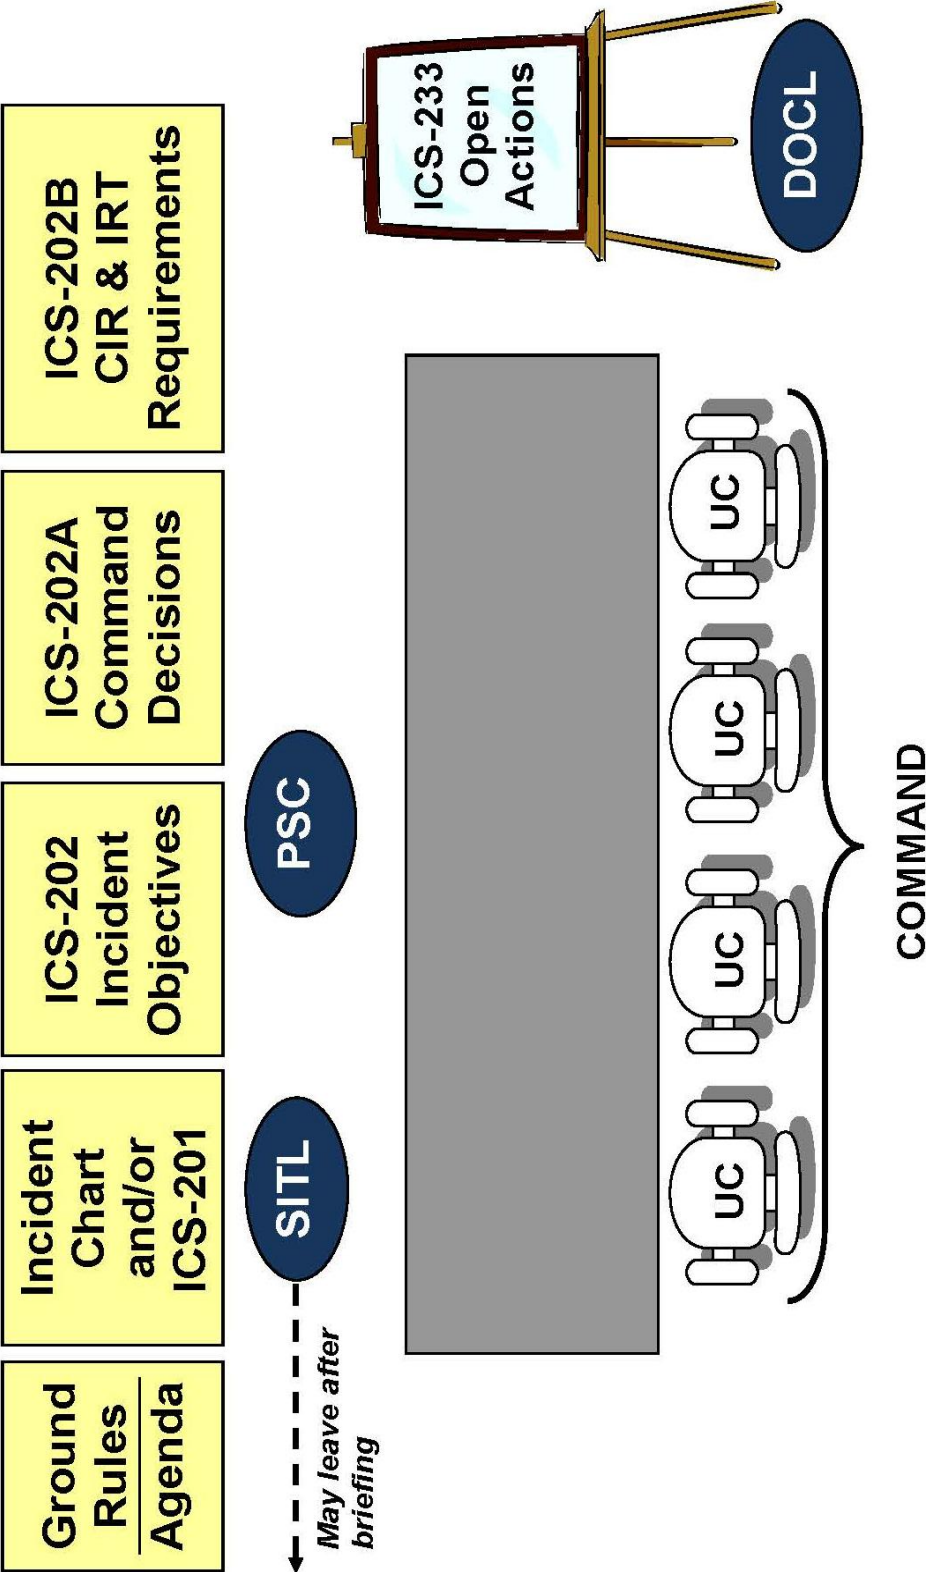 Ground
Rules
Agenda
Incident
Chart
and/or
ICS-201
ICS-202
Incident
Objectives
ICS-202A
Command
Decisions
ICS-202B
CIR & IRT
Requirements
SITL
PSC
May leave after
briefing
ICS-233
Open
Actions
DOCL
UC
UC
UC
UC
COMMAND